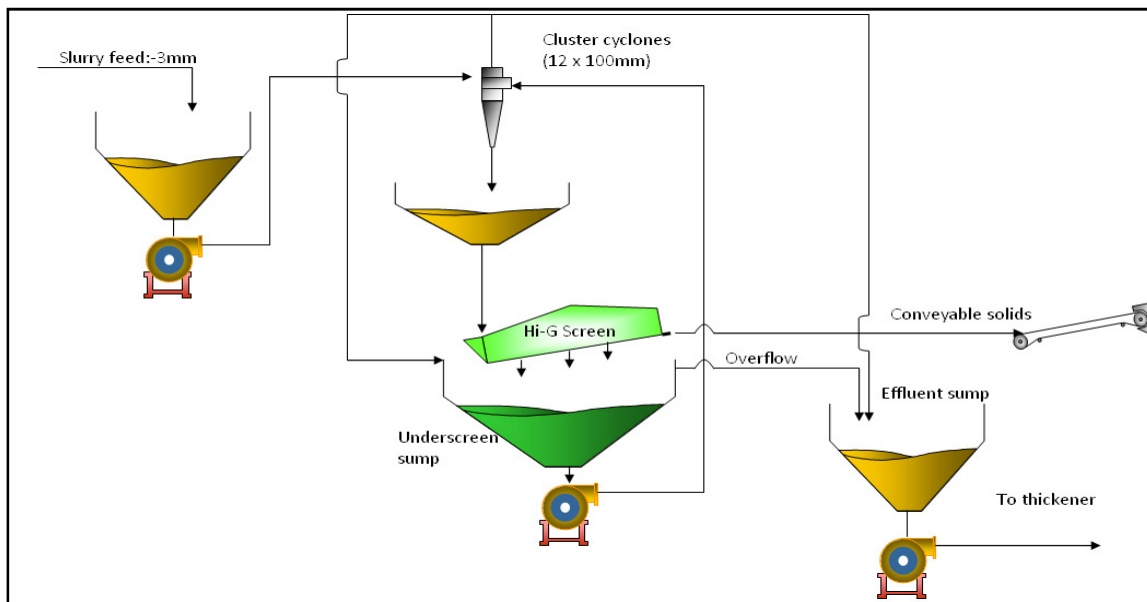 Slurry feed:-3mm
Cluster cyclones
(12 x 100mm)
Hi-G Screen
Conveyable solids
Overflow
Effluent sump
Underscreen
sump
To thickener